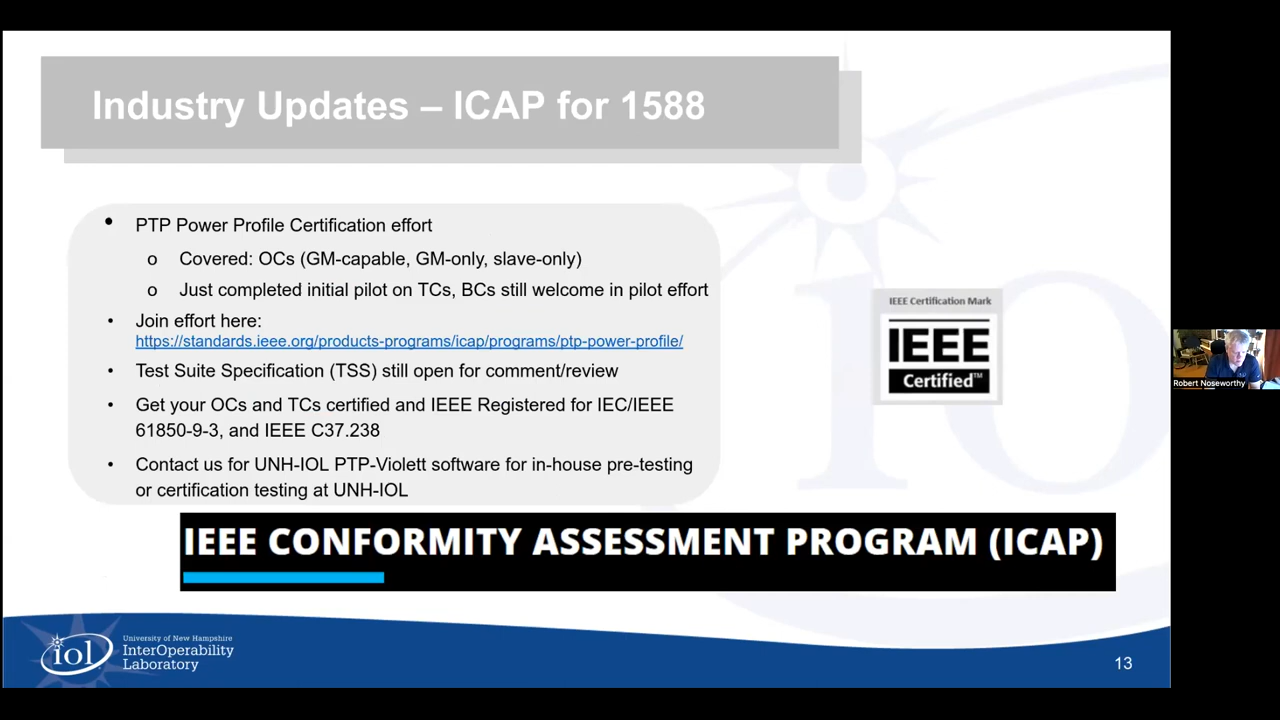 Industry Updates – ICAP for 1588
• PTP Power Profile Certification effort
o Covered: OCs (GM-capable, GM-only, slave-only)
o Just completed initial pilot on TCs, BCs still welcome in pilot effort
• Join effort here:
https://standards.ieee.org/products-programs/icap/programs/ptp-power-profile/
• Test Suite Specification (TSS) still open for comment/review
• Get your OCs and TCs certified and IEEE Registered for IEC/IEEE
61850-9-3, and IEEE C37.238
• Contact us for UNH-IOL PTP-Violett software for in-house pre-testing
or certification testing at UNH-IOL
IEEE Certification Mark
IEEE
Certified™
Robert Noseworthy
IEEE CONFORMITY ASSESSMENT PROGRAM (ICAP)
iol
University of New Hampshire
InterOperability
Laboratory
13